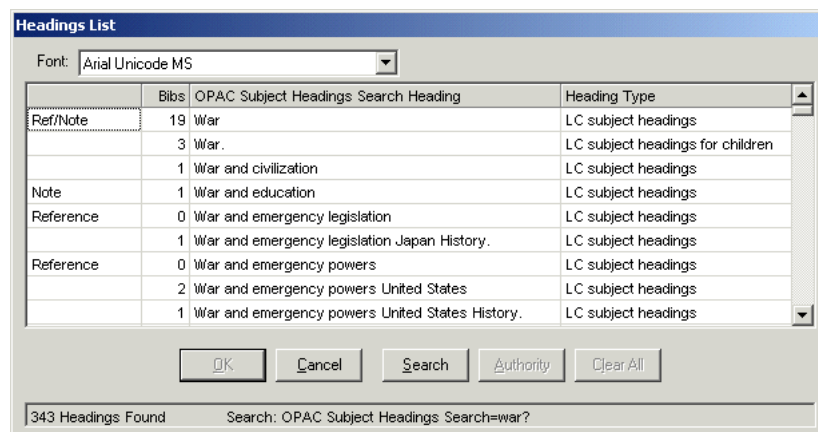 Headings List
Font: Arial Unicode MS
Bibs OPAC Subject Headings Search Heading Heading Type
Ref/Note 19 War LC subject headings
3 War. LC subject headings for children
1 War and civilization LC subject headings
Note 1 War and education LC subject headings
Reference 0 War and emergency legislation LC subject headings
1 War and emergency legislation Japan History. LC subject headings
Reference 0 War and emergency powers LC subject headings
2 War and emergency powers United States LC subject headings
1 War and emergency powers United States History. LC subject headings
OK Cancel Search Authority Clear All
343 Headings Found Search: OPAC Subject Headings Search=war?